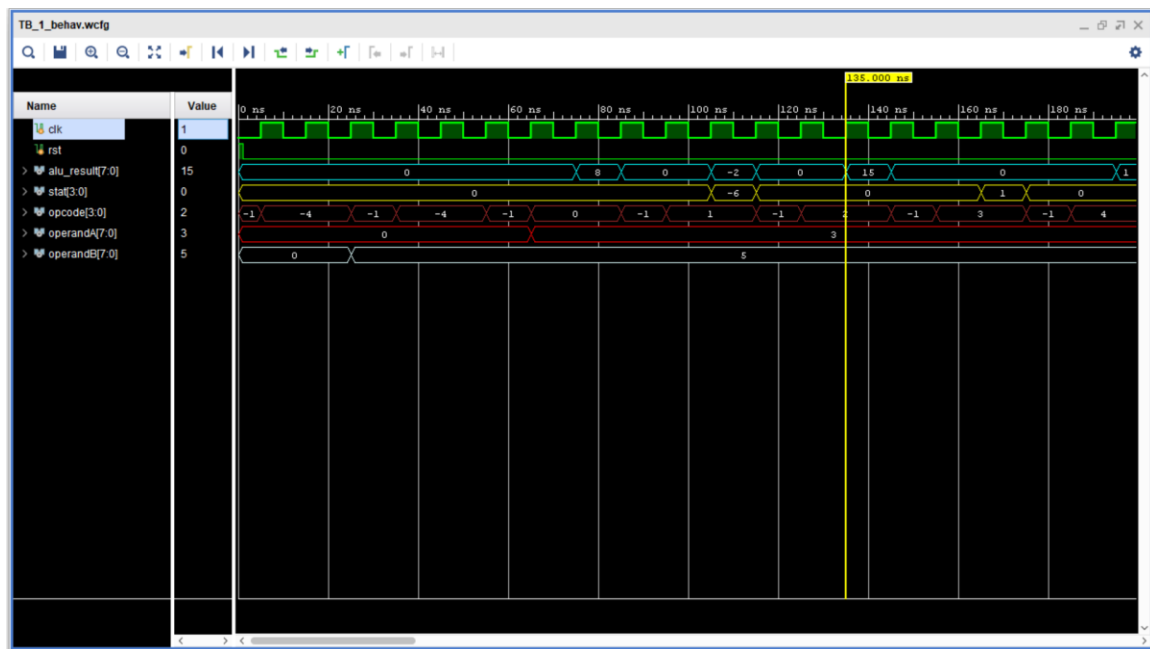 TB_1_behav.wcfg
135.000 ns
Name Value 0 ns 20 ns 40 ns 60 ns 80 ns 100 ns 120 ns 140 ns 160 ns 180 ns
clk 1
rst 0
alu_result[7:0] 15 0 8 0 -2 0 15 0 1
stat[3:0] 0 0 -6 0 1 0
opcode[3:0] 2 -1 -4 -1 -4 -1 0 -1 1 -1 2 -1 3 -1 4
operandA[7:0] 3 0 3
operandB[7:0] 5 0 5